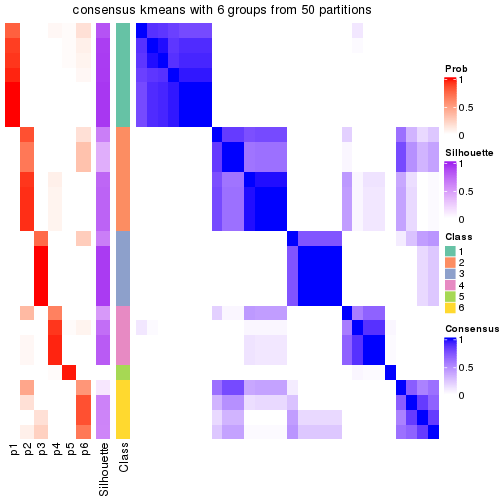 consensus kmeans with 6 groups from 50 partitions
Prob
1
0.5
0
Silhouette
1
0.5
0
Class
1
2
3
4
5
6
Consensus
1
0.5
0
p1
p2
p3
p4
p5
p6
Silhouette
Class